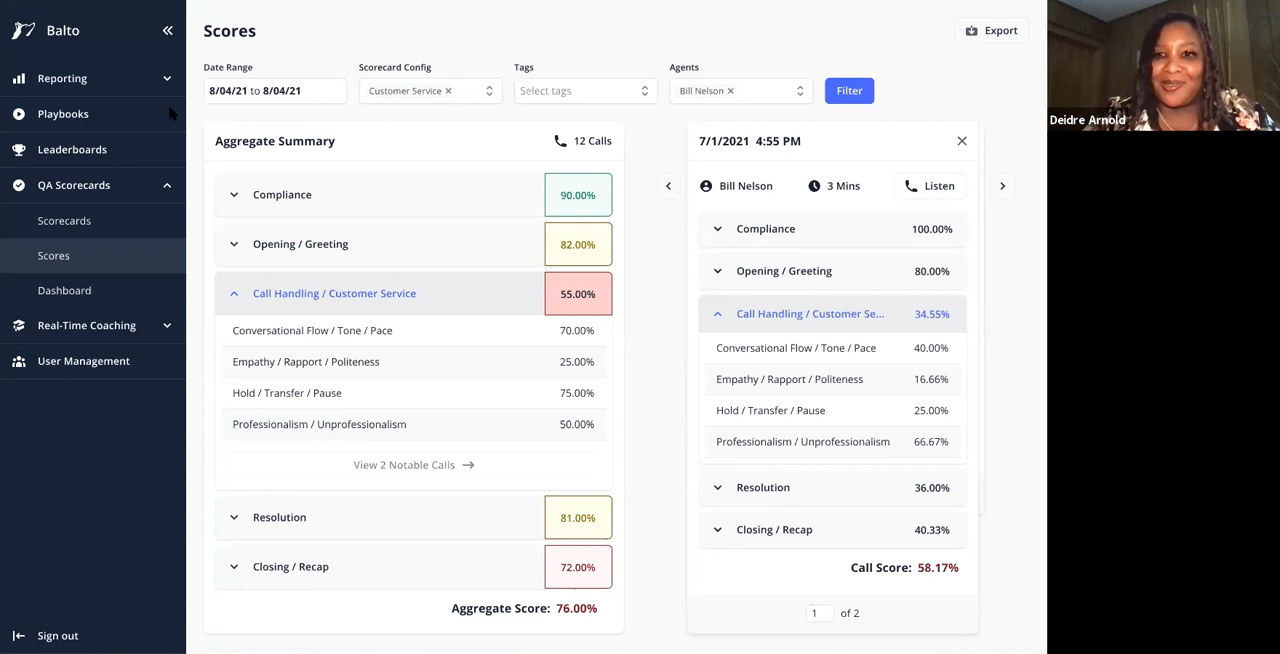 Balto
Reporting
Playbooks
Leaderboards
QA Scorecards
Scorecards
Scores
Dashboard
Real-Time Coaching
User Management
Sign out
Scores
Export
Date Range
Scorecard Config
Tags
Agents
8/04/21 to 8/04/21
Customer Service ×
Select tags
Bill Nelson ×
Filter
Aggregate Summary
12 Calls
Compliance 90.00%
Opening / Greeting 82.00%
Call Handling / Customer Service 55.00%
Conversational Flow / Tone / Pace 70.00%
Empathy / Rapport / Politeness 25.00%
Hold / Transfer / Pause 75.00%
Professionalism / Unprofessionalism 50.00%
View 2 Notable Calls →
Resolution 81.00%
Closing / Recap 72.00%
Aggregate Score: 76.00%
7/1/2021 4:55 PM
Bill Nelson 3 Mins Listen
Compliance 100.00%
Opening / Greeting 80.00%
Call Handling / Customer Se... 34.55%
Conversational Flow / Tone / Pace 40.00%
Empathy / Rapport / Politeness 16.66%
Hold / Transfer / Pause 25.00%
Professionalism / Unprofessionalism 66.67%
Resolution 36.00%
Closing / Recap 40.33%
Call Score: 58.17%
1 of 2
Deidre Arnold